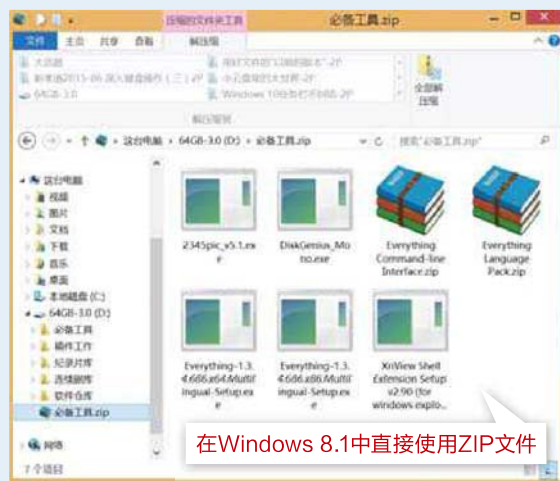 压缩的文件夹工具
必备工具.zip
文件
主页
共享
查看
解压缩
64GB-3.0
全部解
压缩
这台电脑
64GB-3.0 (D:)
必备工具.zip
搜索"必备工具.zip"
这台电脑
视频
图片
文档
下载
音乐
桌面
本地磁盘 (C:)
64GB-3.0 (D:)
必备工具
稿件工作
纪录片库
连续剧库
软件仓库
必备工具.zip
网络
2345pic_v5.1.ex
e
DiskGenius_Mo
no.exe
Everything
Command-line
Interface.zip
Everything
Language
Pack.zip
Everything-1.3.
4.686.x64.Multil
ingual-Setup.ex
e
Everything-1.3.
4.686.x86.Multil
ingual-Setup.ex
e
XnView Shell
Extension Setup
v2.90 (for
windows explo...
在Windows 8.1中直接使用ZIP文件
7 个项目